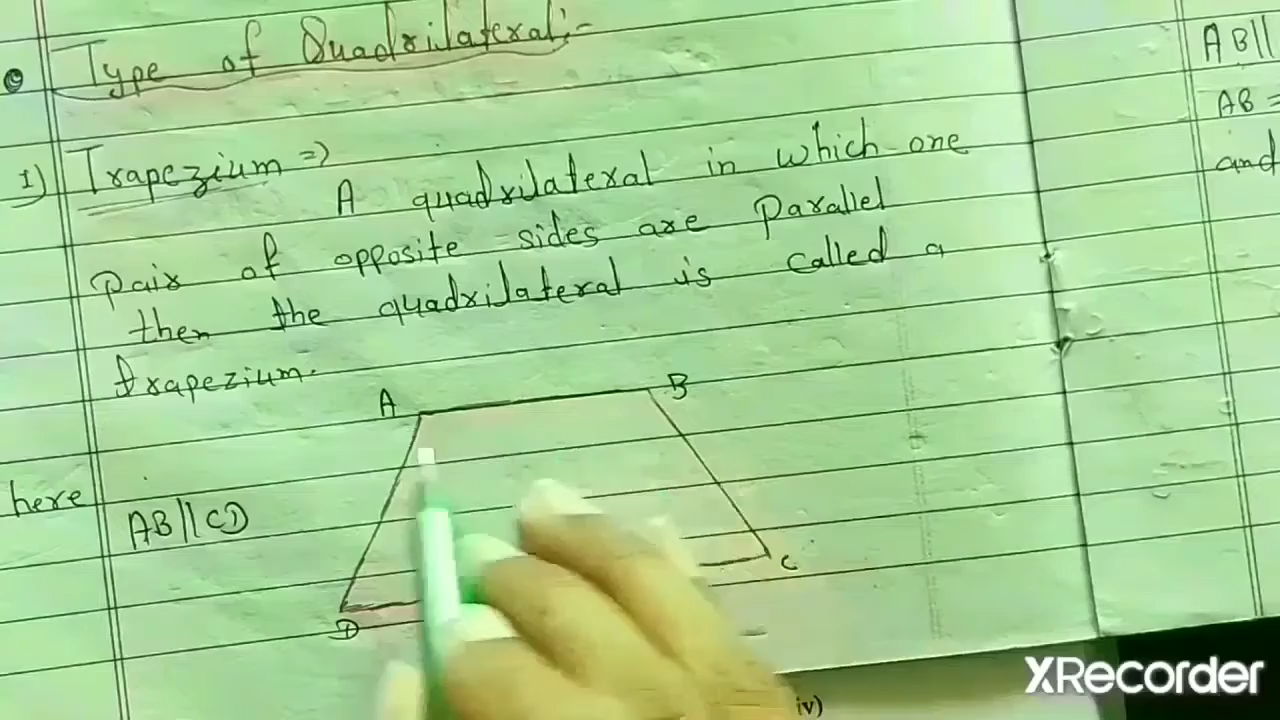 Type of Quadrilateral:-
1) Trapezium =>
A quadrilateral in which one
pair of opposite sides are parallel
then the quadrilateral is called a
trapezium.
A B
here AB||CD
C
D
AB||
AB =
and
XRecorder
iv)